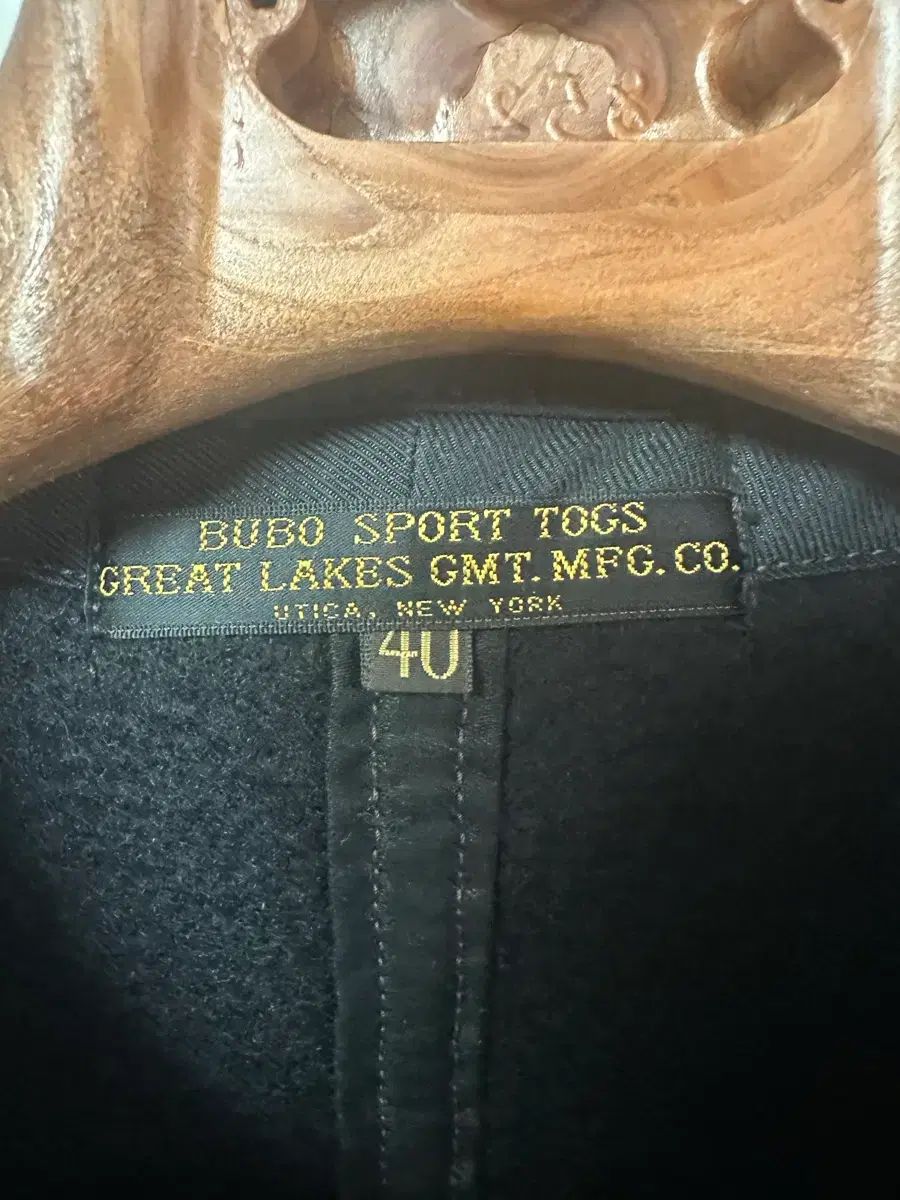 BUBO SPORT TOGS
GREAT LAKES GMT. MFG. CO.
UTICA, NEW YORK
40